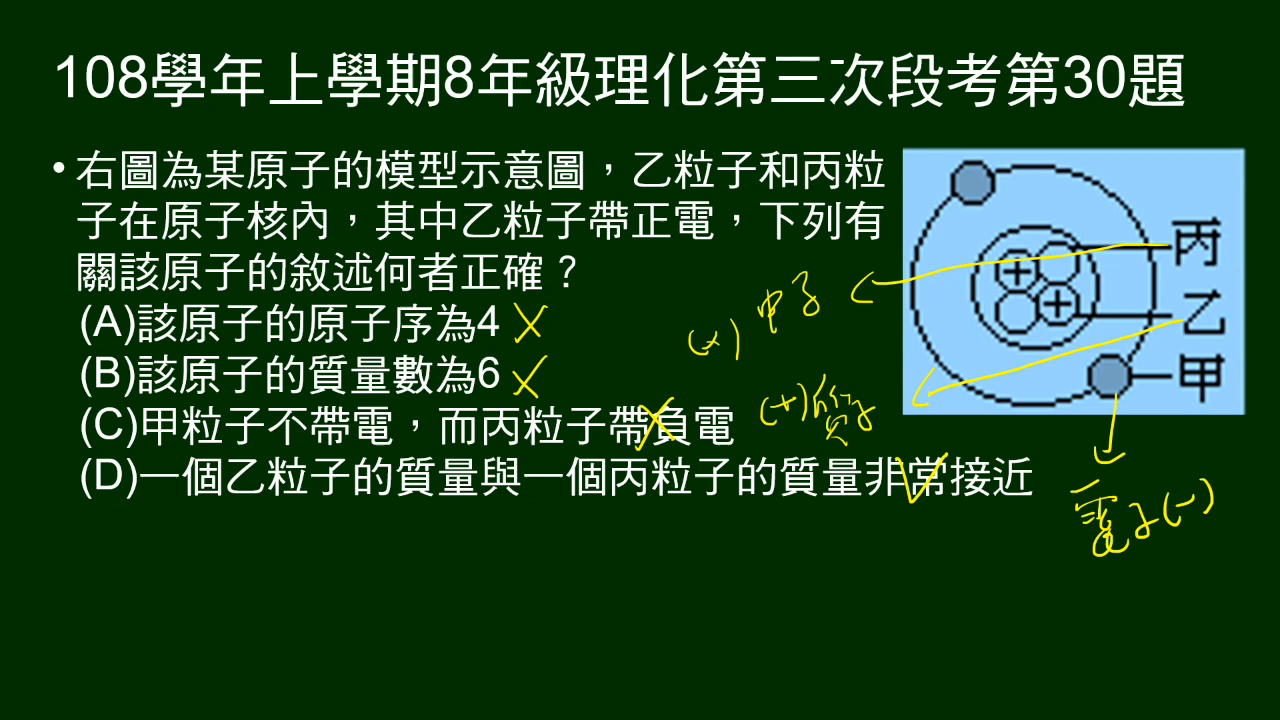 108學年上學期8年級理化第三次段考第30題
• 右圖為某原子的模型示意圖，乙粒子和丙粒
子在原子核內，其中乙粒子帶正電，下列有
關該原子的敘述何者正確？
(A)該原子的原子序為4 X
(B)該原子的質量數為6 X
(C)甲粒子不帶電，而丙粒子帶負電 X
(D)一個乙粒子的質量與一個丙粒子的質量非常接近 ✓
丙
乙
甲
+
+
中子
(x)
(+)質子
電子(-)